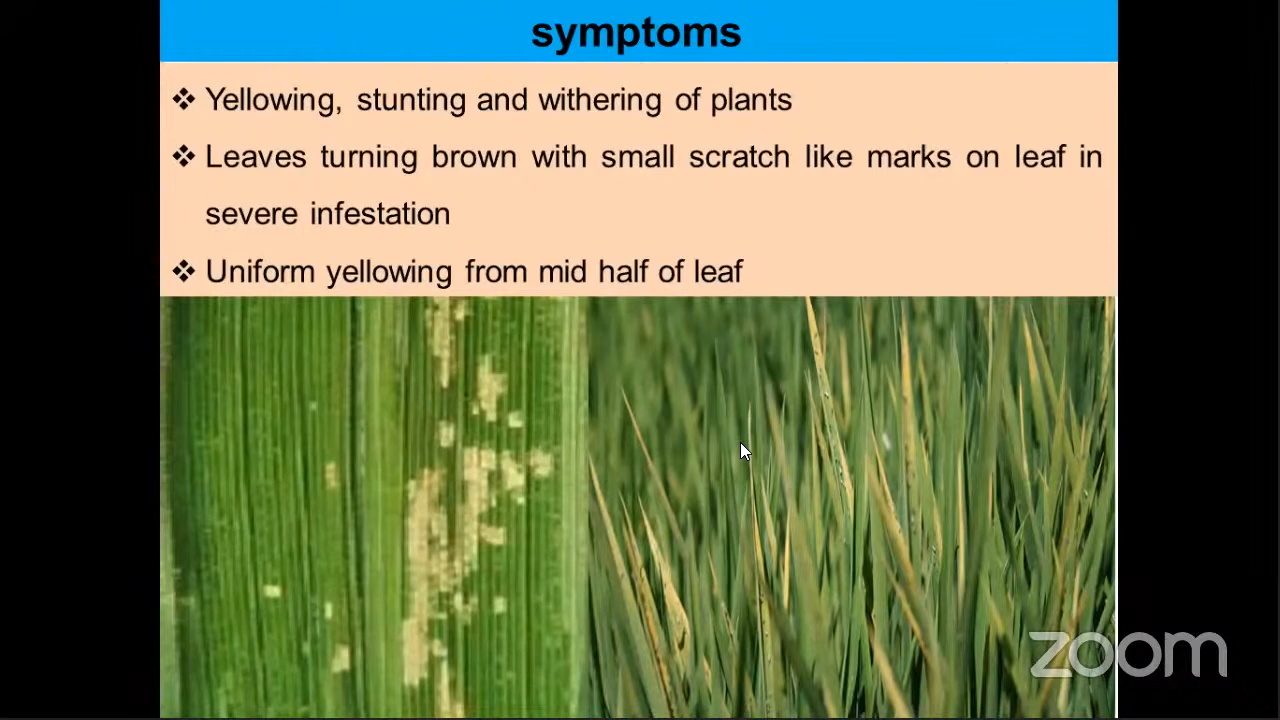 symptoms
❖ Yellowing, stunting and withering of plants
❖ Leaves turning brown with small scratch like marks on leaf in
severe infestation
❖ Uniform yellowing from mid half of leaf
zoom